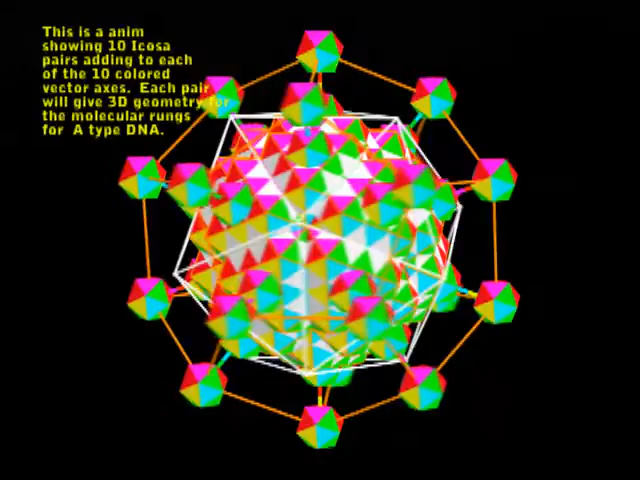 This is a anim
showing 10 Icosa
pairs adding to each
of the 10 colored
vector axes.  Each pair
will give 3D geometry for
the molecular rungs
for  A type DNA.